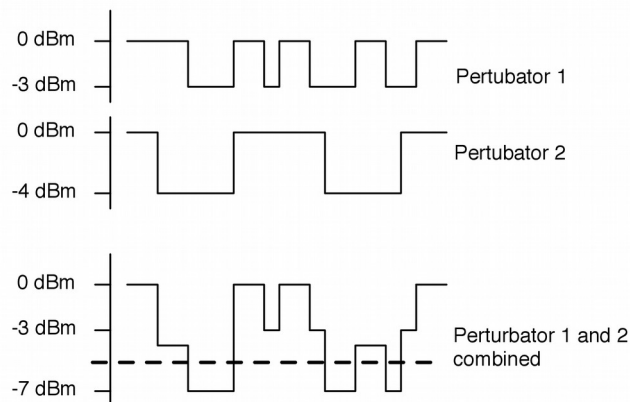 0 dBm
-3 dBm
Pertubator 1
0 dBm
Pertubator 2
-4 dBm
0 dBm
-3 dBm
Perturbator 1 and 2
combined
-7 dBm